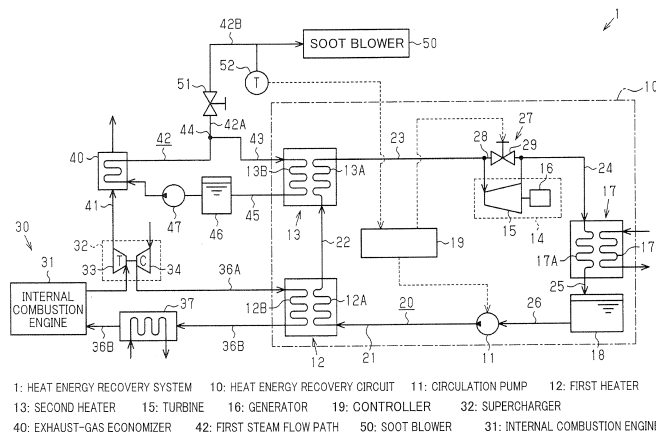 1
42B
SOOT BLOWER
50
52
T
51
10
42A
44
42
43
23
28
27
29
24
40
13B
13A
16
17
41
47
46
45
13
15
14
22
19
17A
17
30
32
31
T
C
33
34
36A
25
INTERNAL
COMBUSTION
ENGINE
37
12B
12A
20
26
36B
36B
12
21
11
18
1: HEAT ENERGY RECOVERY SYSTEM 10: HEAT ENERGY RECOVERY CIRCUIT 11: CIRCULATION PUMP 12: FIRST HEATER
13: SECOND HEATER 15: TURBINE 16: GENERATOR 19: CONTROLLER 32: SUPERCHARGER
40: EXHAUST-GAS ECONOMIZER 42: FIRST STEAM FLOW PATH 50: SOOT BLOWER 31: INTERNAL COMBUSTION ENGINE